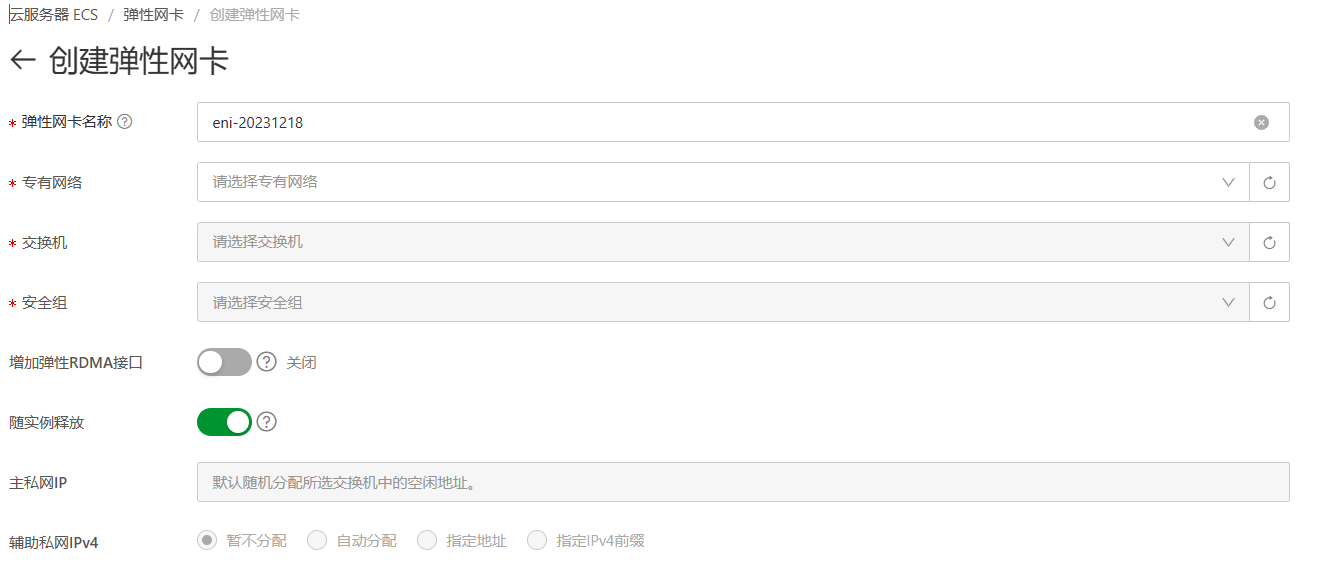 云服务器 ECS / 弹性网卡 / 创建弹性网卡
← 创建弹性网卡
* 弹性网卡名称 ? eni-20231218
* 专有网络 请选择专有网络
* 交换机 请选择交换机
* 安全组 请选择安全组
增加弹性RDMA接口 ? 关闭
随实例释放 ?
主私网IP 默认随机分配所选交换机中的空闲地址。
辅助私网IPv4 暂不分配 自动分配 指定地址 指定IPv4前缀